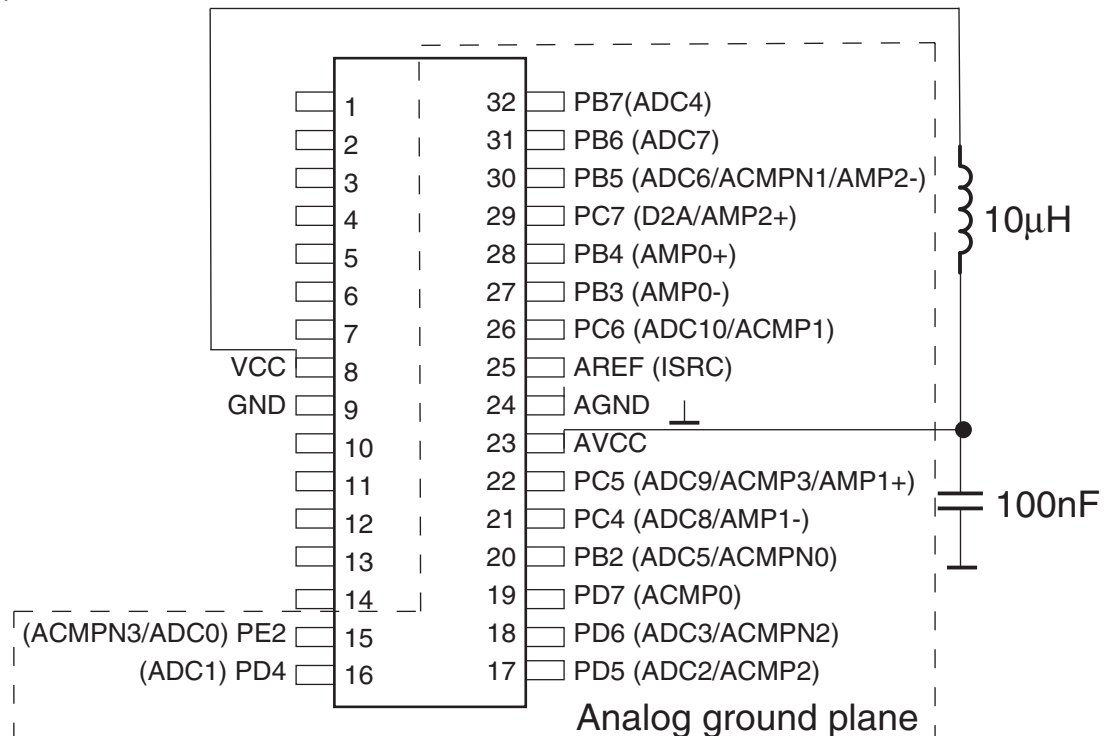 1 32 PB7(ADC4)
2 31 PB6 (ADC7)
3 30 PB5 (ADC6/ACMPN1/AMP2-)
4 29 PC7 (D2A/AMP2+)
10µH
5 28 PB4 (AMP0+)
6 27 PB3 (AMP0-)
7 26 PC6 (ADC10/ACMP1)
VCC 8 25 AREF (ISRC)
GND 9 24 AGND
10 23 AVCC
11 22 PC5 (ADC9/ACMP3/AMP1+)
100nF
12 21 PC4 (ADC8/AMP1-)
13 20 PB2 (ADC5/ACMPN0)
14 19 PD7 (ACMP0)
(ACMPN3/ADC0) PE2 15 18 PD6 (ADC3/ACMPN2)
(ADC1) PD4 16 17 PD5 (ADC2/ACMP2)
Analog ground plane